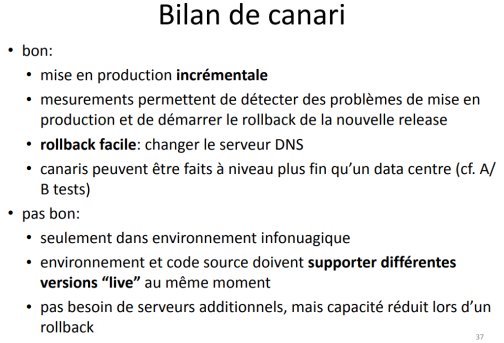 Bilan de canari
• bon:
• mise en production incrémentale
• mesurements permettent de détecter des problèmes de mise en
production et de démarrer le rollback de la nouvelle release
• rollback facile: changer le serveur DNS
• canaris peuvent être faits à niveau plus fin qu’un data centre (cf. A/
B tests)
• pas bon:
• seulement dans environnement infonuagique
• environnement et code source doivent supporter différentes
versions “live” au même moment
• pas besoin de serveurs additionnels, mais capacité réduit lors d’un
rollback
37